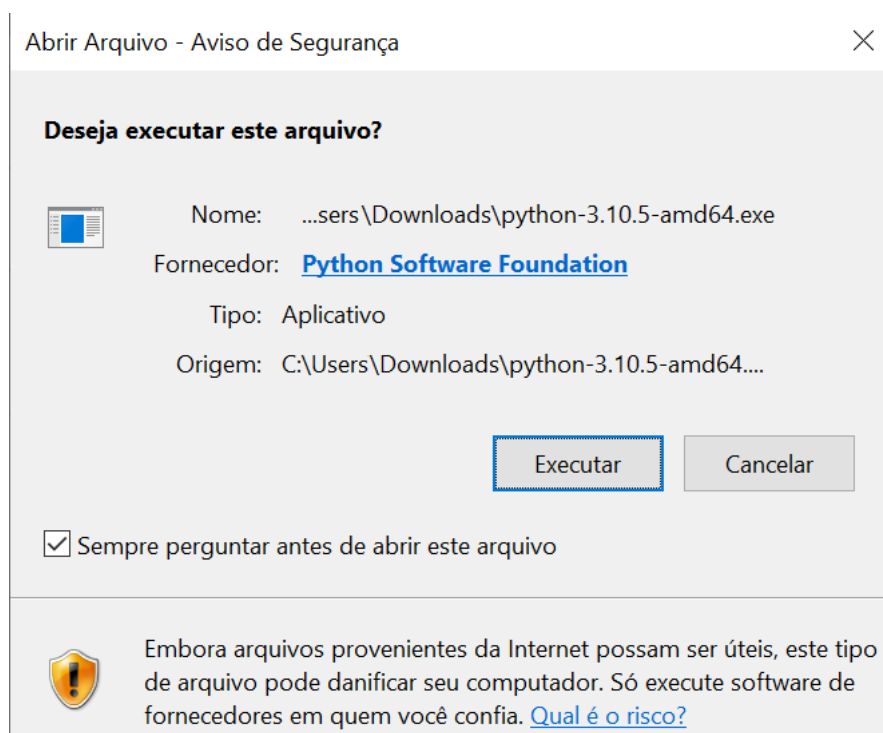 Abrir Arquivo - Aviso de Segurança
Deseja executar este arquivo?
Nome: ...sers\Downloads\python-3.10.5-amd64.exe
Fornecedor: Python Software Foundation
Tipo: Aplicativo
Origem: C:\Users\Downloads\python-3.10.5-amd64....
Executar Cancelar
Sempre perguntar antes de abrir este arquivo
Embora arquivos provenientes da Internet possam ser úteis, este tipo
de arquivo pode danificar seu computador. Só execute software de
fornecedores em quem você confia. Qual é o risco?